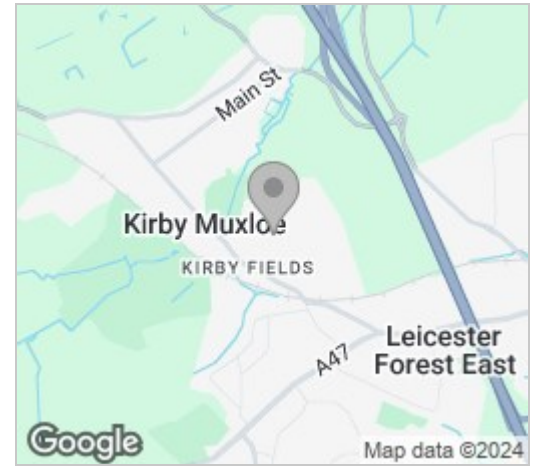 Main St
Kirby Muxloe
KIRBY FIELDS
Leicester
Forest East
A47
Google
Map data ©2024